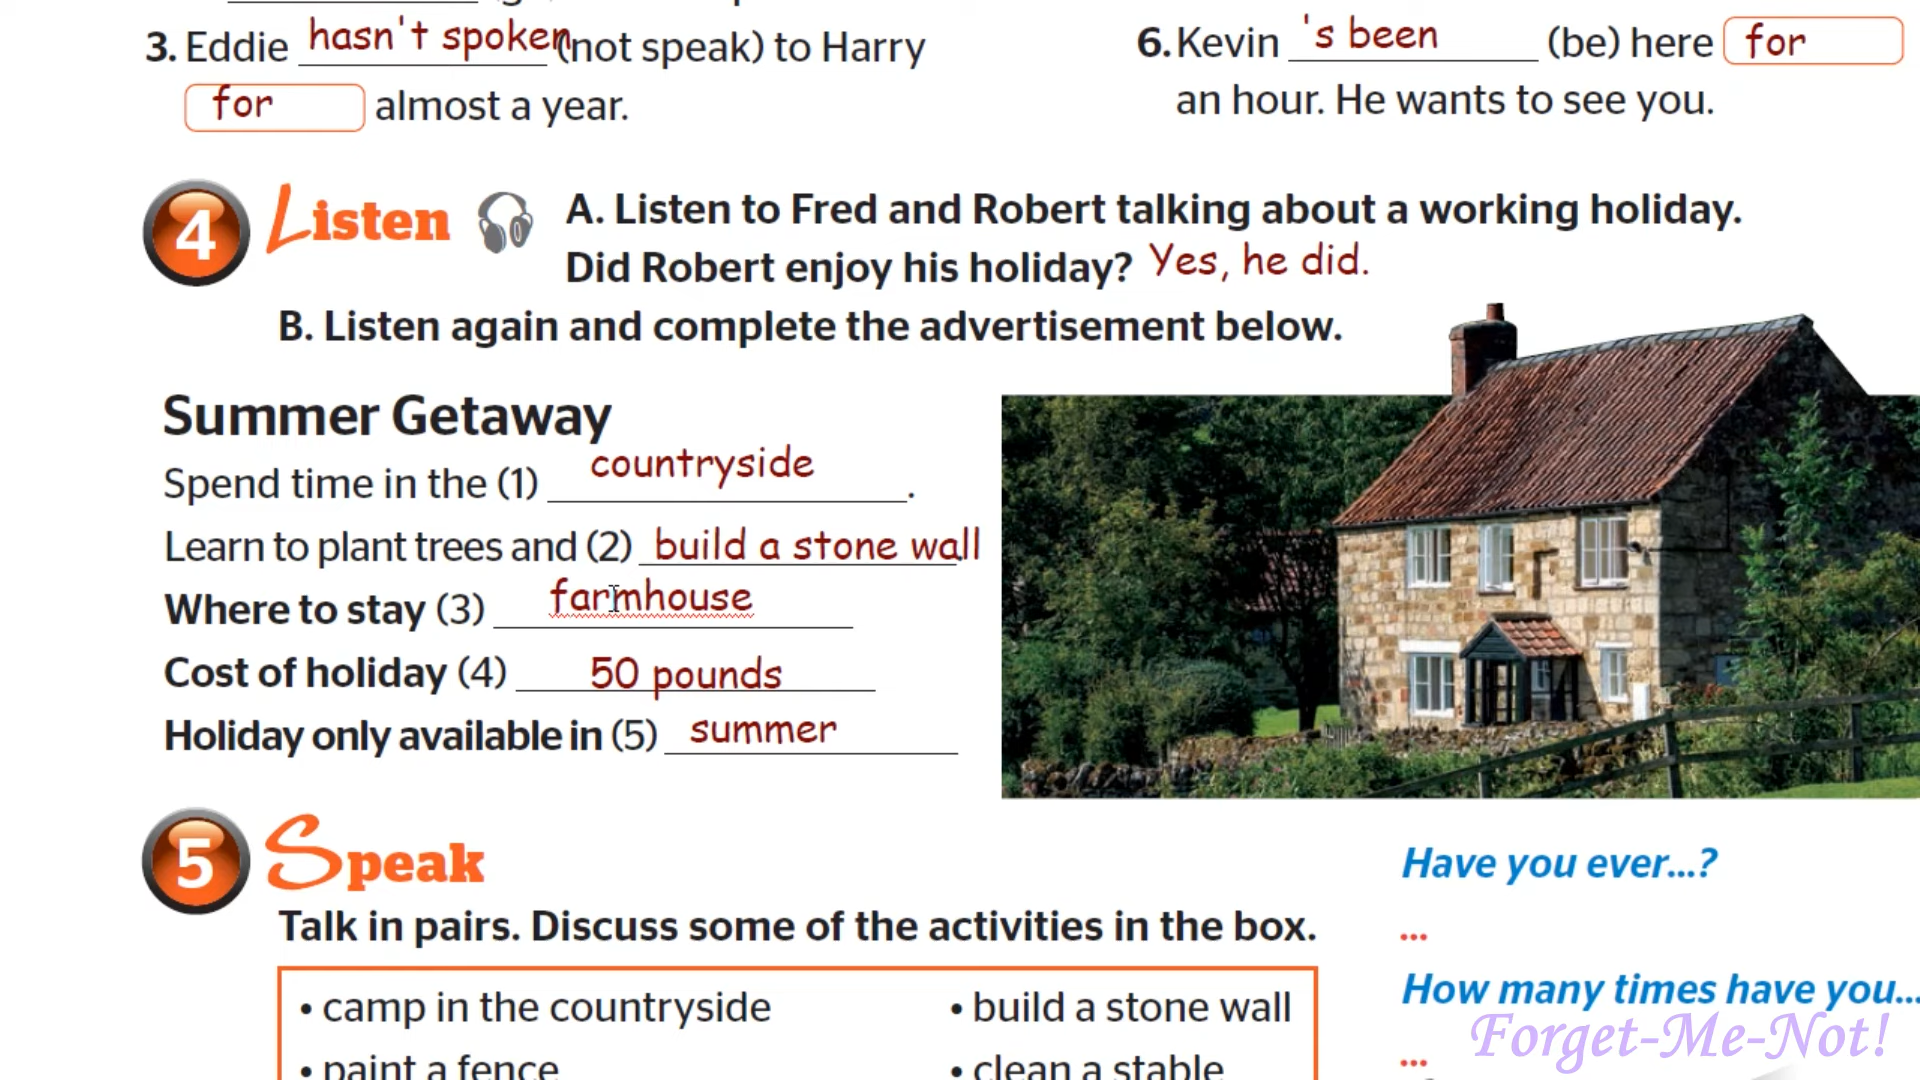 3. Eddie hasn't spoken (not speak) to Harry
for almost a year.
6. Kevin 's been (be) here for
an hour. He wants to see you.
4 Listen A. Listen to Fred and Robert talking about a working holiday.
Did Robert enjoy his holiday? Yes, he did.
B. Listen again and complete the advertisement below.
Summer Getaway
Spend time in the (1) countryside.
Learn to plant trees and (2) build a stone wall.
Where to stay (3) farmhouse
Cost of holiday (4) 50 pounds
Holiday only available in (5) summer
5 Speak
Talk in pairs. Discuss some of the activities in the box.
• camp in the countryside
• paint a fence
• build a stone wall
• clean a stable
Have you ever...?
...
How many times have you...
...
Forget-Me-Not!